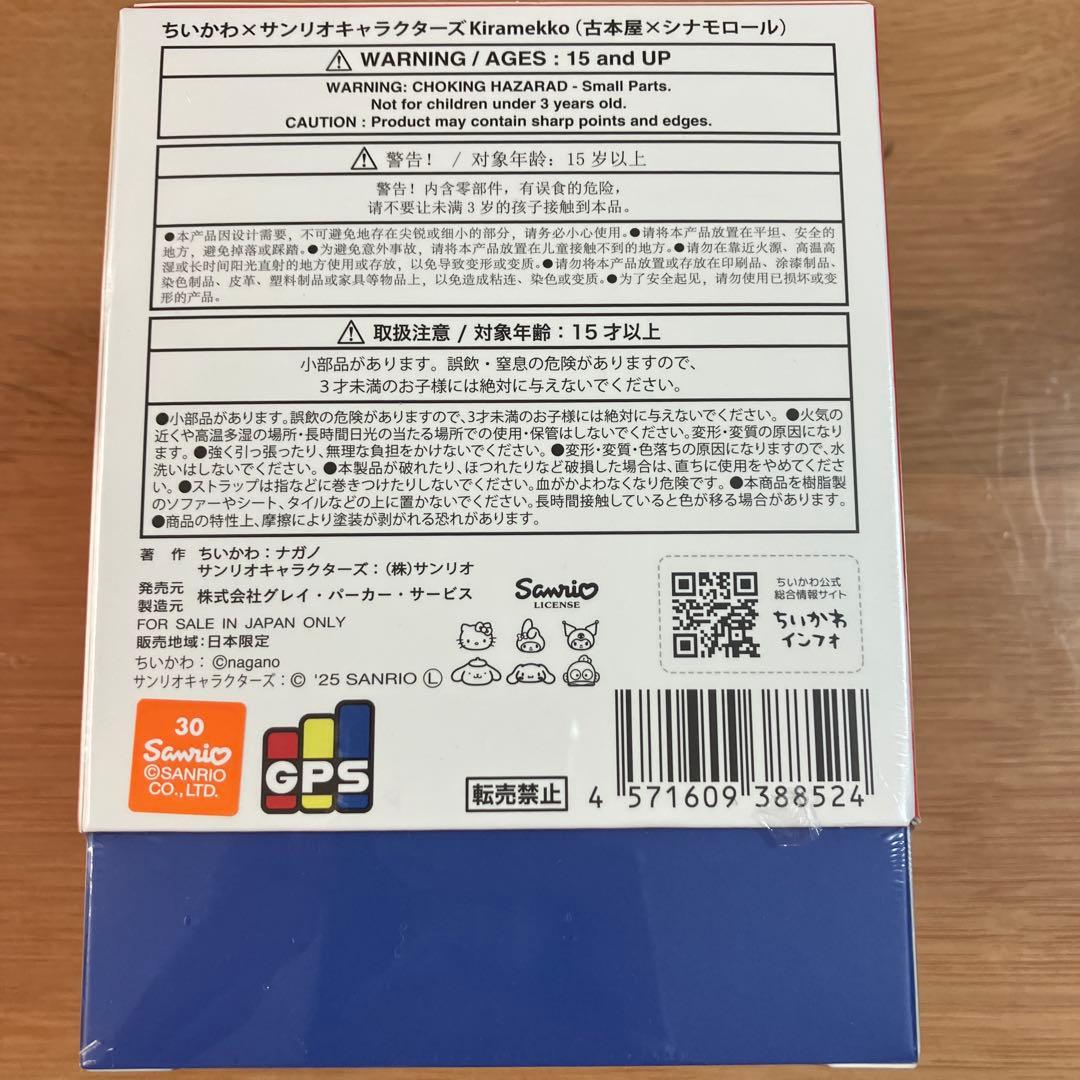 ちいかわ×サンリオキャラクターズKiramekko（古本屋×シナモロール）
WARNING / AGES : 15 and UP
WARNING: CHOKING HAZARAD - Small Parts.
Not for children under 3 years old.
CAUTION : Product may contain sharp points and edges.
警告！ / 对象年龄：15 岁以上
警告！内含零部件，有误食的危险，
请不要让未满 3 岁的孩子接触到本品。
●本产品因设计需要，不可避免地存在尖锐或细小的部分，请务必小心使用。●请将本产品放置在平坦、安全的
地方，避免掉落或踩踏。●为避免意外事故，请将本产品放置在儿童接触不到的地方。●请勿在靠近火源、高温高
湿或长时间阳光直射的地方使用或存放，以免导致变形或变质。●请勿将本产品放置或存放在印刷品、涂漆制品、
染色制品、皮革、塑料制品或家具等物品上，以免造成粘连、染色或变质。●为了安全起见，请勿使用已损坏或变
形的产品。
取扱注意 / 対象年齢：15 才以上
小部品があります。誤飲・窒息の危険がありますので、
３才未満のお子様には絶対に与えないでください。
●小部品があります。誤飲の危険がありますので、3才未満のお子様には絶対に与えないでください。 ●火気の
近くや高温多湿の場所・長時間日光の当たる場所での使用・保管はしないでください。変形・変質の原因になり
ます。●強く引っ張ったり、無理な負担をかけないでください。●変形・変質・色落ちの原因になりますので、水
洗いはしないでください。●本製品が破れたり、ほつれたりなど破損した場合は、直ちに使用をやめてくだ
さい。●ストラップは指などに巻きつけたりしないでください。血がかよわなくなり危険です。●本商品を樹脂製
のソファーやシート、タイルなどの上に置かないでください。長時間接触していると色が移る場合があります。
●商品の特性上、摩擦により塗装が剥がれる恐れがあります。
著 作 ちいかわ：ナガノ
サンリオキャラクターズ：（株）サンリオ
発売元
製造元 株式会社グレイ・パーカー・サービス
FOR SALE IN JAPAN ONLY
販売地域：日本限定
ちいかわ：©nagano
サンリオキャラクターズ：© '25 SANRIO Ⓛ
Sanrio
LICENSE
ちいかわ公式
総合情報サイト
ちいかわ
インフォ
30
Sanrio
©SANRIO
CO.,LTD.
GPS
転売禁止
4 571609 388524